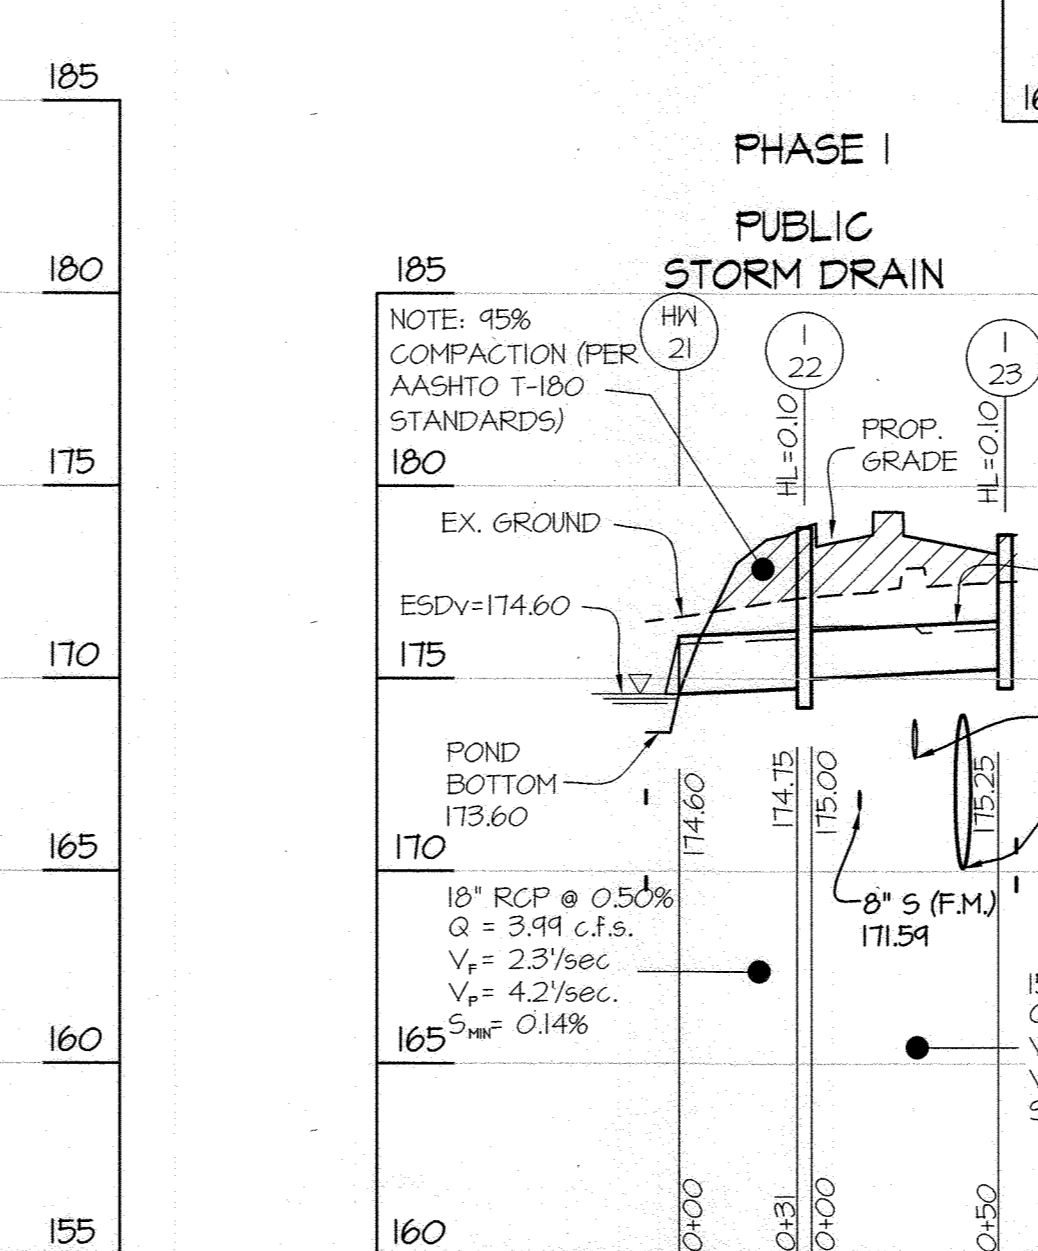 185
180
175
170
165
160
155
PHASE 1
PUBLIC
STORM DRAIN
185
180
175
170
165
160
NOTE: 95%
COMPACTION (PER
AASHTO T-180
STANDARDS)
HW
21
1
22
1
23
HL=0.10
HL=0.10
PROP.
GRADE
EX. GROUND
ESDv=174.60
POND
BOTTOM
173.60
174.60
174.75
175.00
175.25
8" S (F.M.)
171.59
18" RCP @ 0.50%
Q = 3.99 c.f.s.
VF= 2.3'/sec
VP= 4.2'/sec.
SMIN= 0.14%
0+00
0+31
0+00
0+50